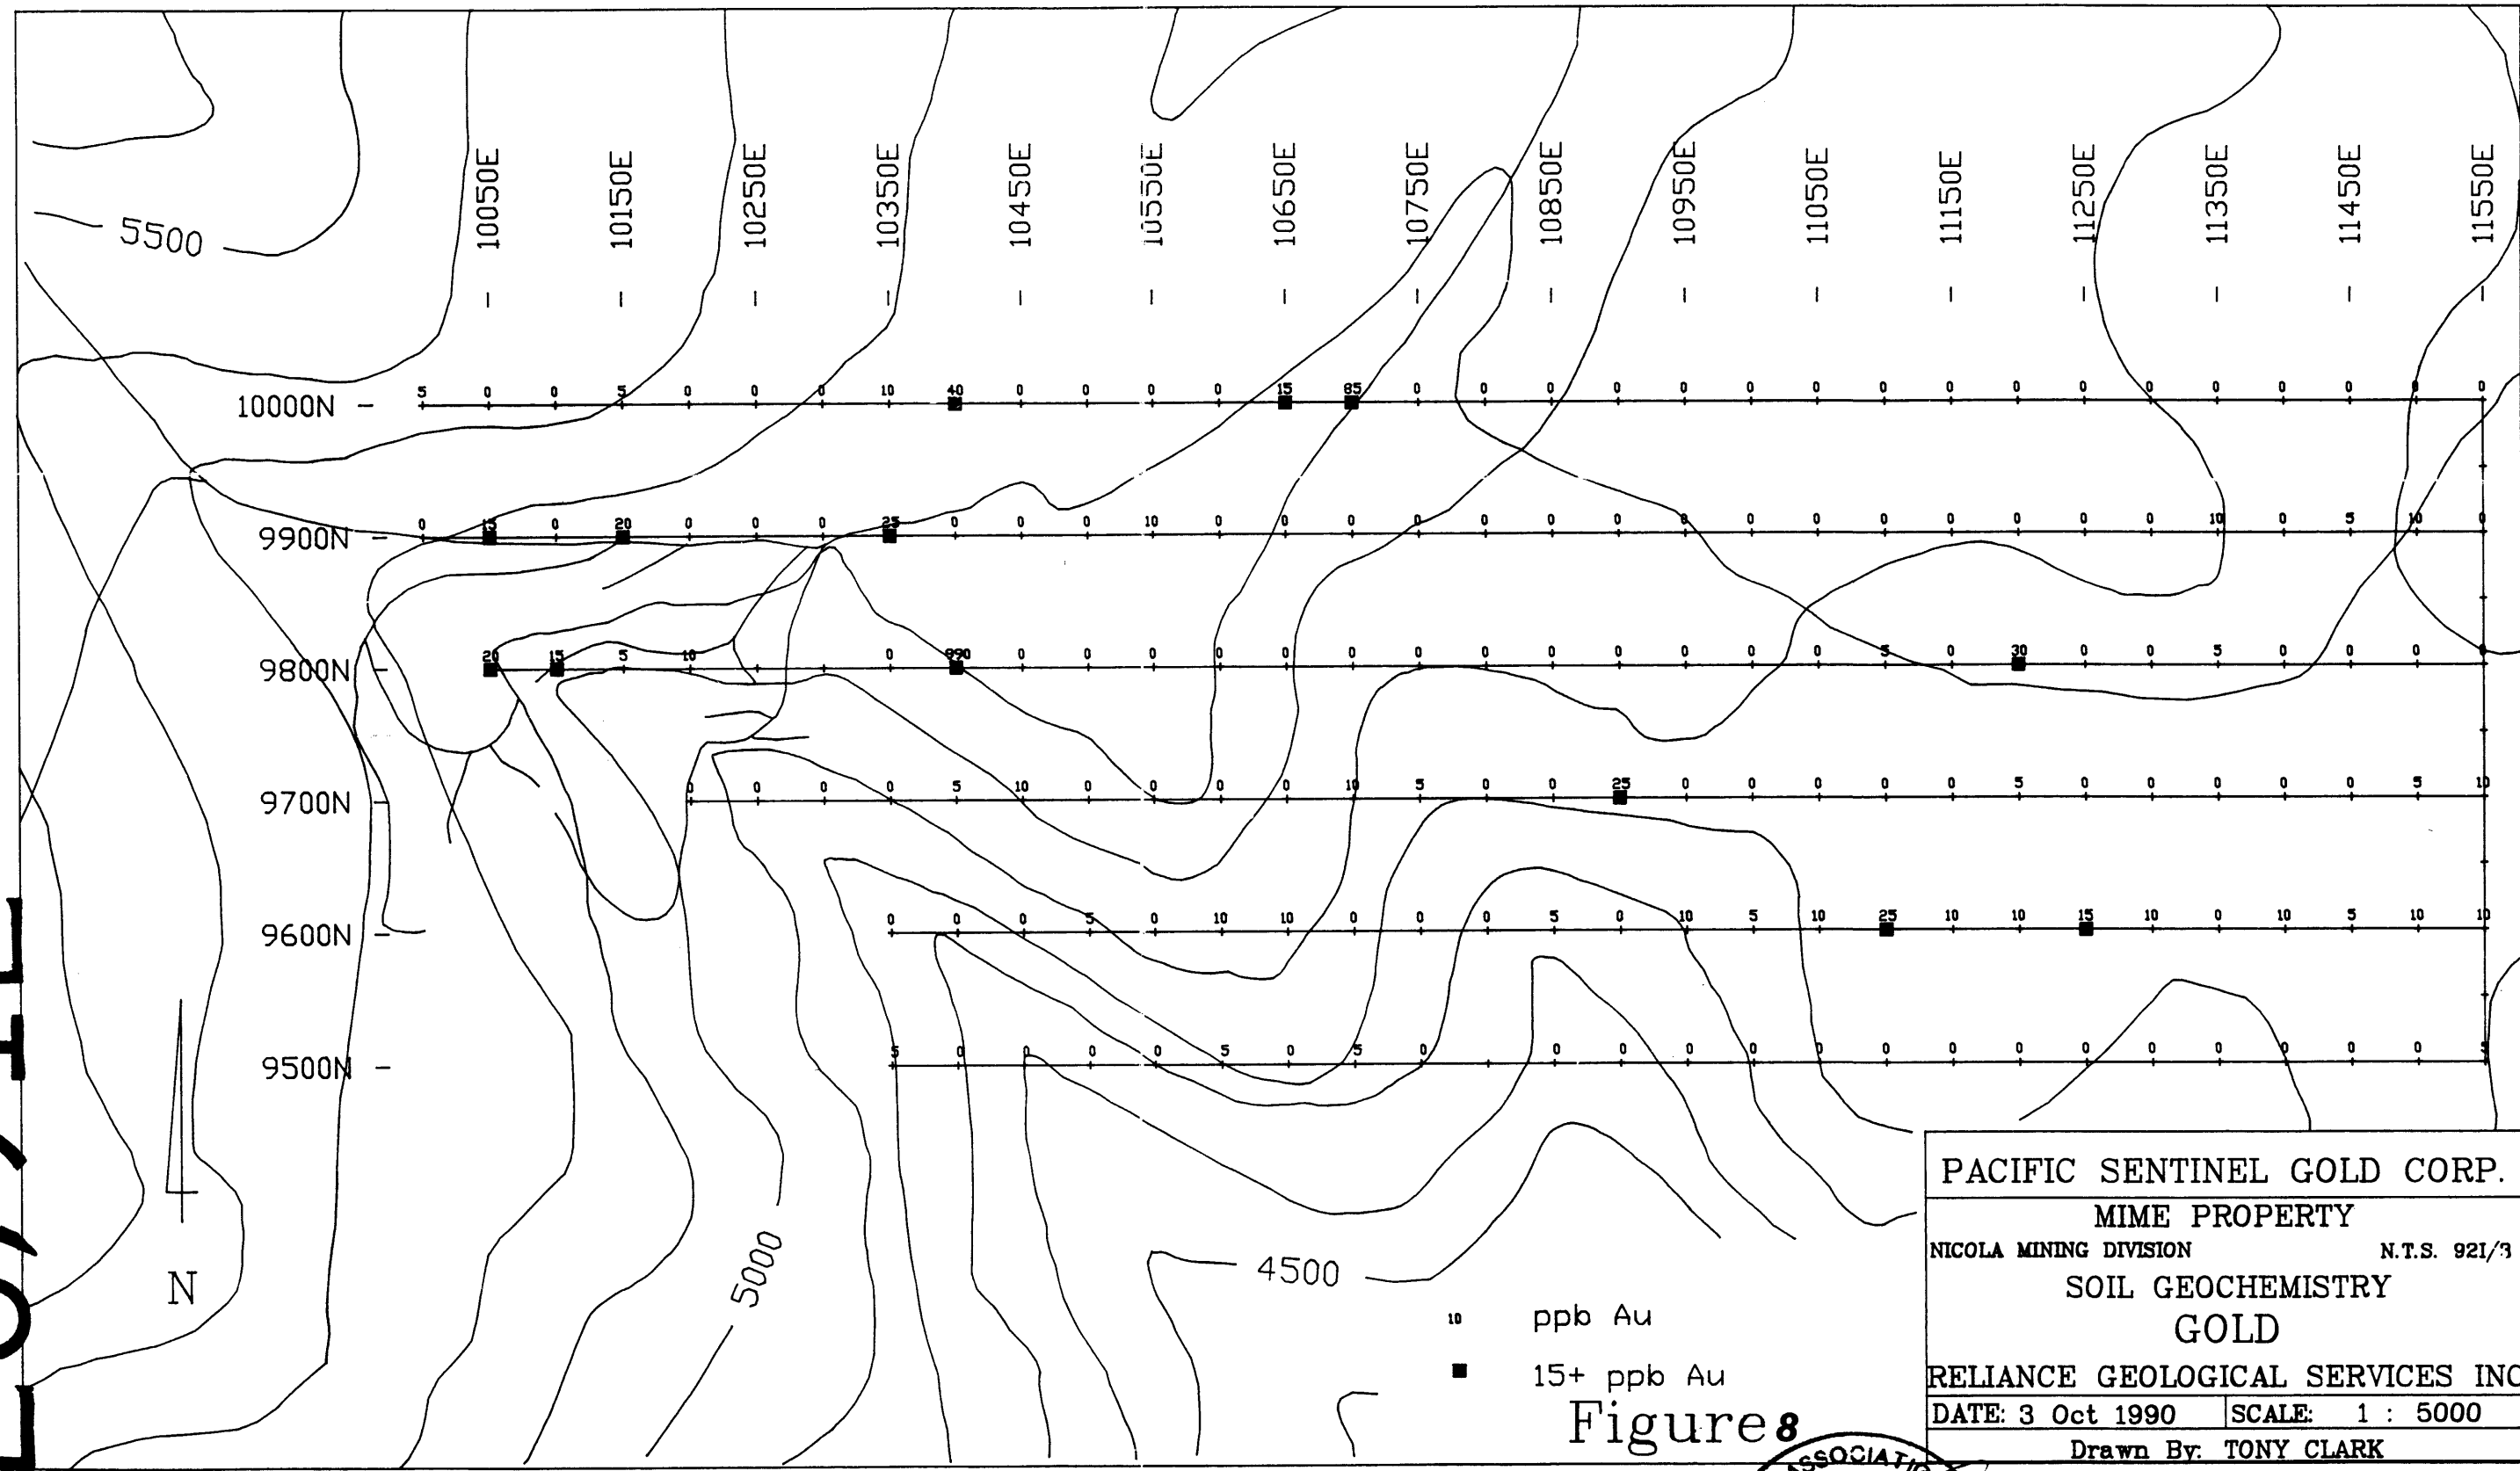 10050E 10150E 10250E 10350E 10450E 10550E 10650E 10750E 10850E 10950E 11050E 11150E 11250E 11350E 11450E 11550E
5500
10000N 5 0 0 5 0 0 0 10 40 0 0 0 0 15 85 0 0 0 0 0 0 0 0 0 0 0 0 0 0 0 0 0
9900N 0 15 0 20 0 0 0 25 0 0 0 10 0 0 0 0 0 0 0 0 0 0 0 0 0 0 0 10 0 5 10 0
9800N 20 15 5 10 0 990 0 0 0 0 0 0 0 0 0 0 0 0 0 5 0 30 0 0 5 0 0 0
9700N 0 0 0 0 5 10 0 0 0 0 10 5 0 0 25 0 0 0 0 0 5 0 0 0 0 0 5 10
9600N 0 0 0 5 0 10 10 0 0 0 5 0 10 5 10 25 10 10 15 10 0 10 5 10 10
9500N 5 0 0 0 0 5 0 5 0 0 0 0 0 0 0 0 0 0 0 0 0 0
N
5000
4500
10 ppb Au
15+ ppb Au
Figure 8
PACIFIC SENTINEL GOLD CORP.
MIME PROPERTY
NICOLA MINING DIVISION N.T.S. 92I/3
SOIL GEOCHEMISTRY
GOLD
RELIANCE GEOLOGICAL SERVICES INC
DATE: 3 Oct 1990 SCALE: 1 : 5000
Drawn By: TONY CLARK